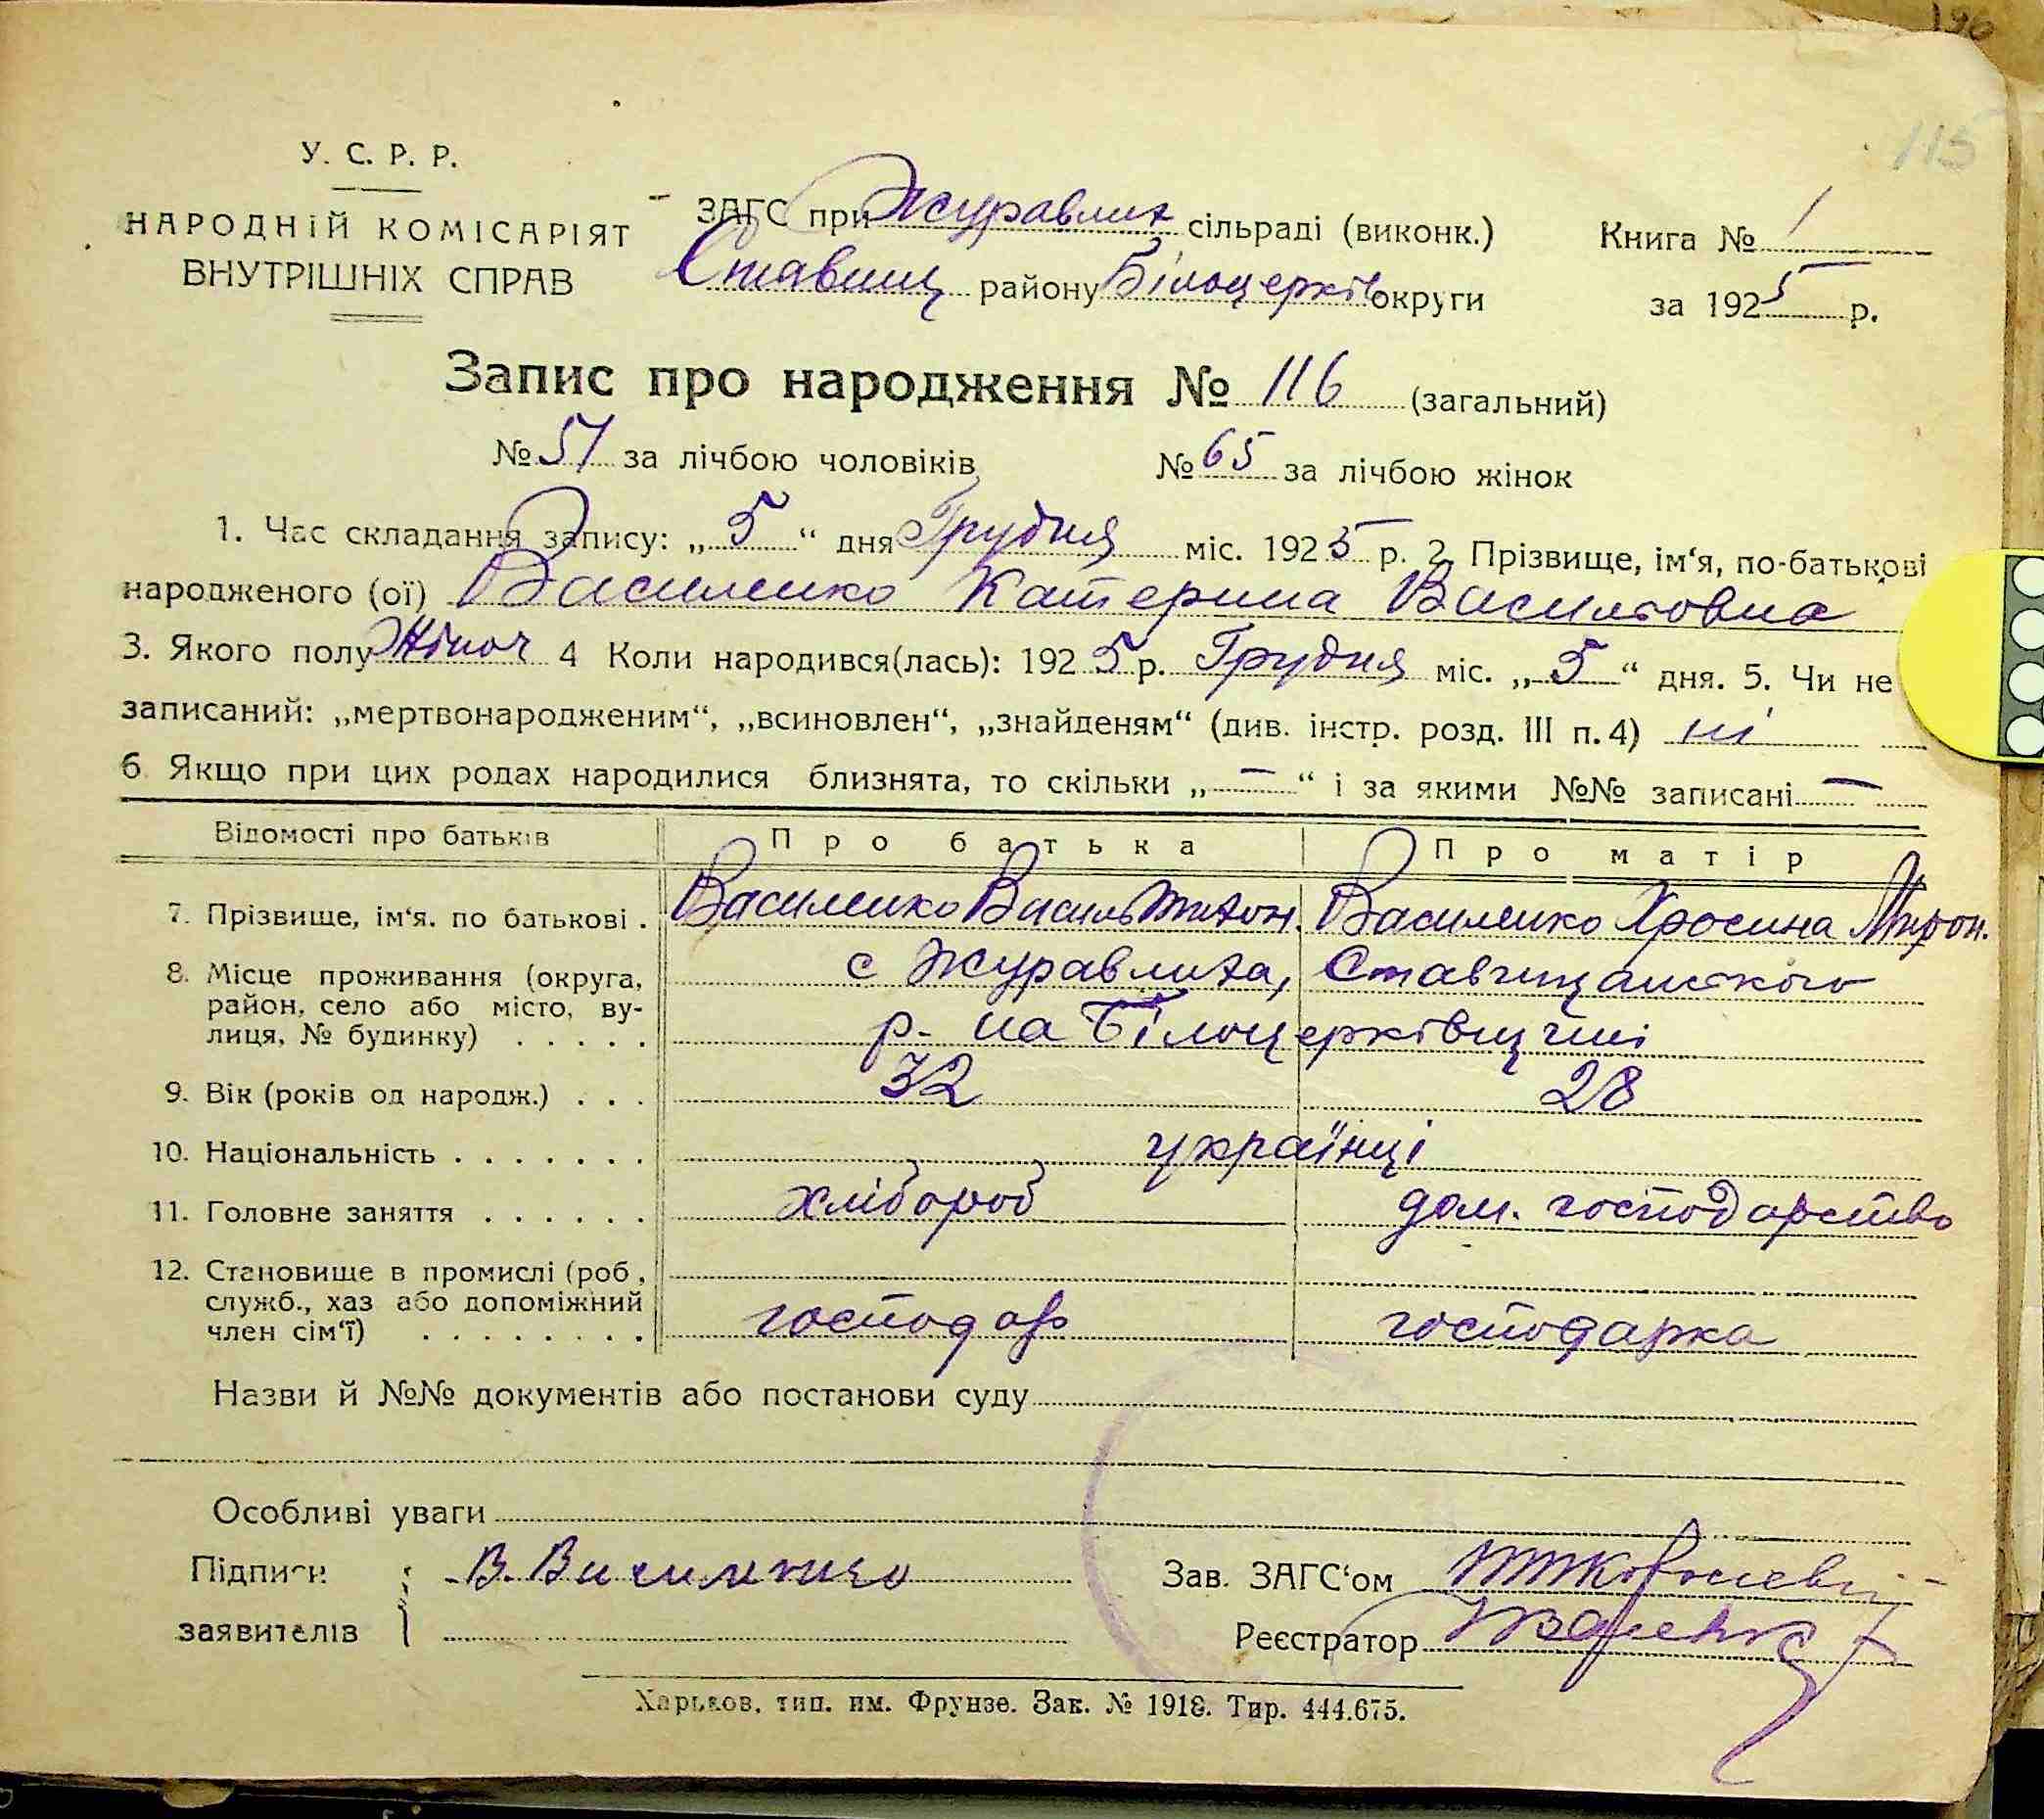 196
115
У. С. Р. Р.
НАРОДНІЙ КОМІСАРІЯТ
ВНУТРІШНІХ СПРАВ
ЗАГС при Журавлих сільраді (виконк.)
Ставищ району Білоцерків округи
Книга № 1
за 1925 р.
Запис про народження № 116 (загальний)
№ 51 за лічбою чоловіків № 65 за лічбою жінок
1. Час складання запису: „5“ дня Грудня міс. 1925 р. 2. Прізвище, ім‘я, по-батькові
народженого (ої) Василенко Катерина Васильовна
3. Якого полу Жіноч 4 Коли народився(лась): 1925 р. Грудня міс. „5“ дня. 5. Чи не
записаний: „мертвонародженим“, „всиновлен“, „знайденям“ (див. інстр. розд. III п. 4) ні
6 Якщо при цих родах народилися близнята, то скільки „—“ і за якими №№ записані —
Відомості про батьків Про батька Про матір
7. Прізвище, ім‘я. по батькові . Василенко Василь Тихон. Василенко Хросина Мирон.
8. Місце проживання (округа, с Журавлиха, Ставищанського
район, село або місто, ву-
лиця, № будинку) . . . . . р. на Білоцерківщині
9. Вік (років од народж.) . . . 32 28
10. Національність . . . . . . . українці
11. Головне заняття . . . . . . хлібороб дом. господарство
12. Становище в промислі (роб,
служб., хаз або допоміжний
член сім‘ї) . . . . . . . . господар господарка
Назви й №№ документів або постанови суду
Особливі уваги
Підписи В. Василенко Зав. ЗАГС‘ом
заявителів Реєстратор
Харьков, тип. им. Фрунзе. Зак. № 1918. Тир. 444.675.